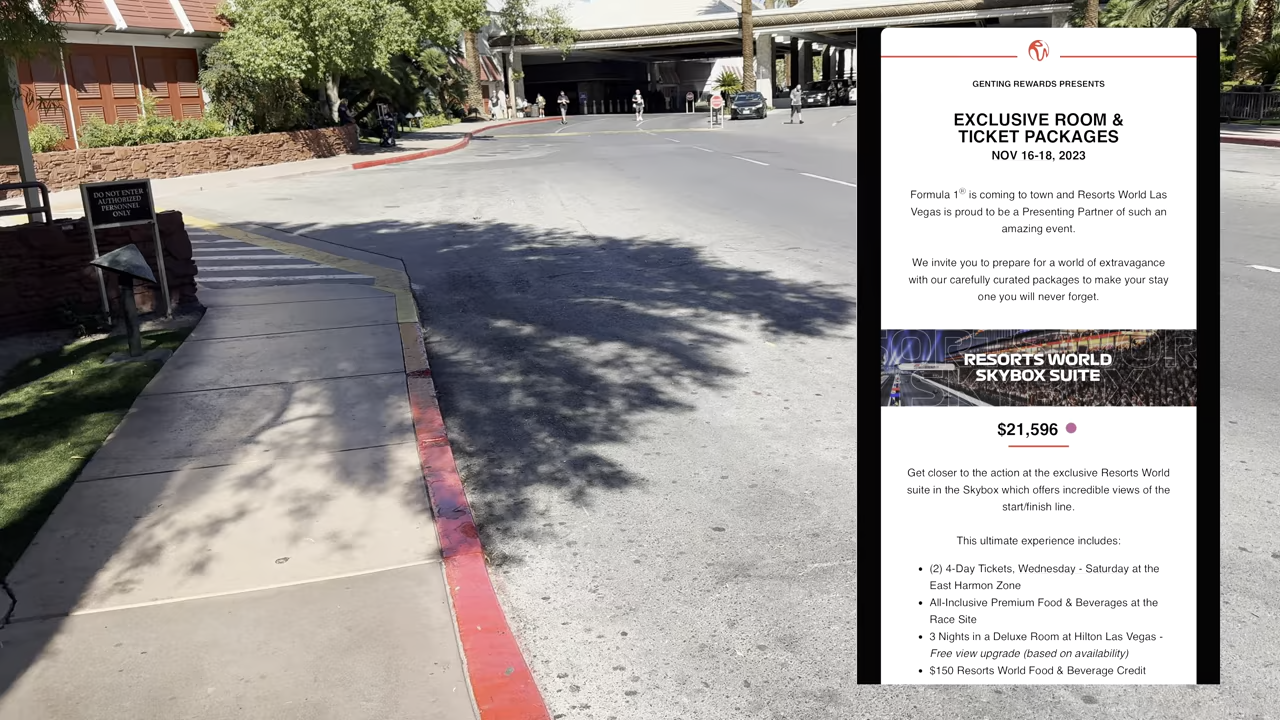 DO NOT ENTER
AUTHORIZED
PERSONNEL
ONLY
GENTING REWARDS PRESENTS
EXCLUSIVE ROOM &
TICKET PACKAGES
NOV 16-18, 2023
Formula 1® is coming to town and Resorts World Las
Vegas is proud to be a Presenting Partner of such an
amazing event.
We invite you to prepare for a world of extravagance
with our carefully curated packages to make your stay
one you will never forget.
RESORTS WORLD
SKYBOX SUITE
$21,596
Get closer to the action at the exclusive Resorts World
suite in the Skybox which offers incredible views of the
start/finish line.
This ultimate experience includes:
• (2) 4-Day Tickets, Wednesday - Saturday at the
East Harmon Zone
• All-Inclusive Premium Food & Beverages at the
Race Site
• 3 Nights in a Deluxe Room at Hilton Las Vegas -
Free view upgrade (based on availability)
• $150 Resorts World Food & Beverage Credit